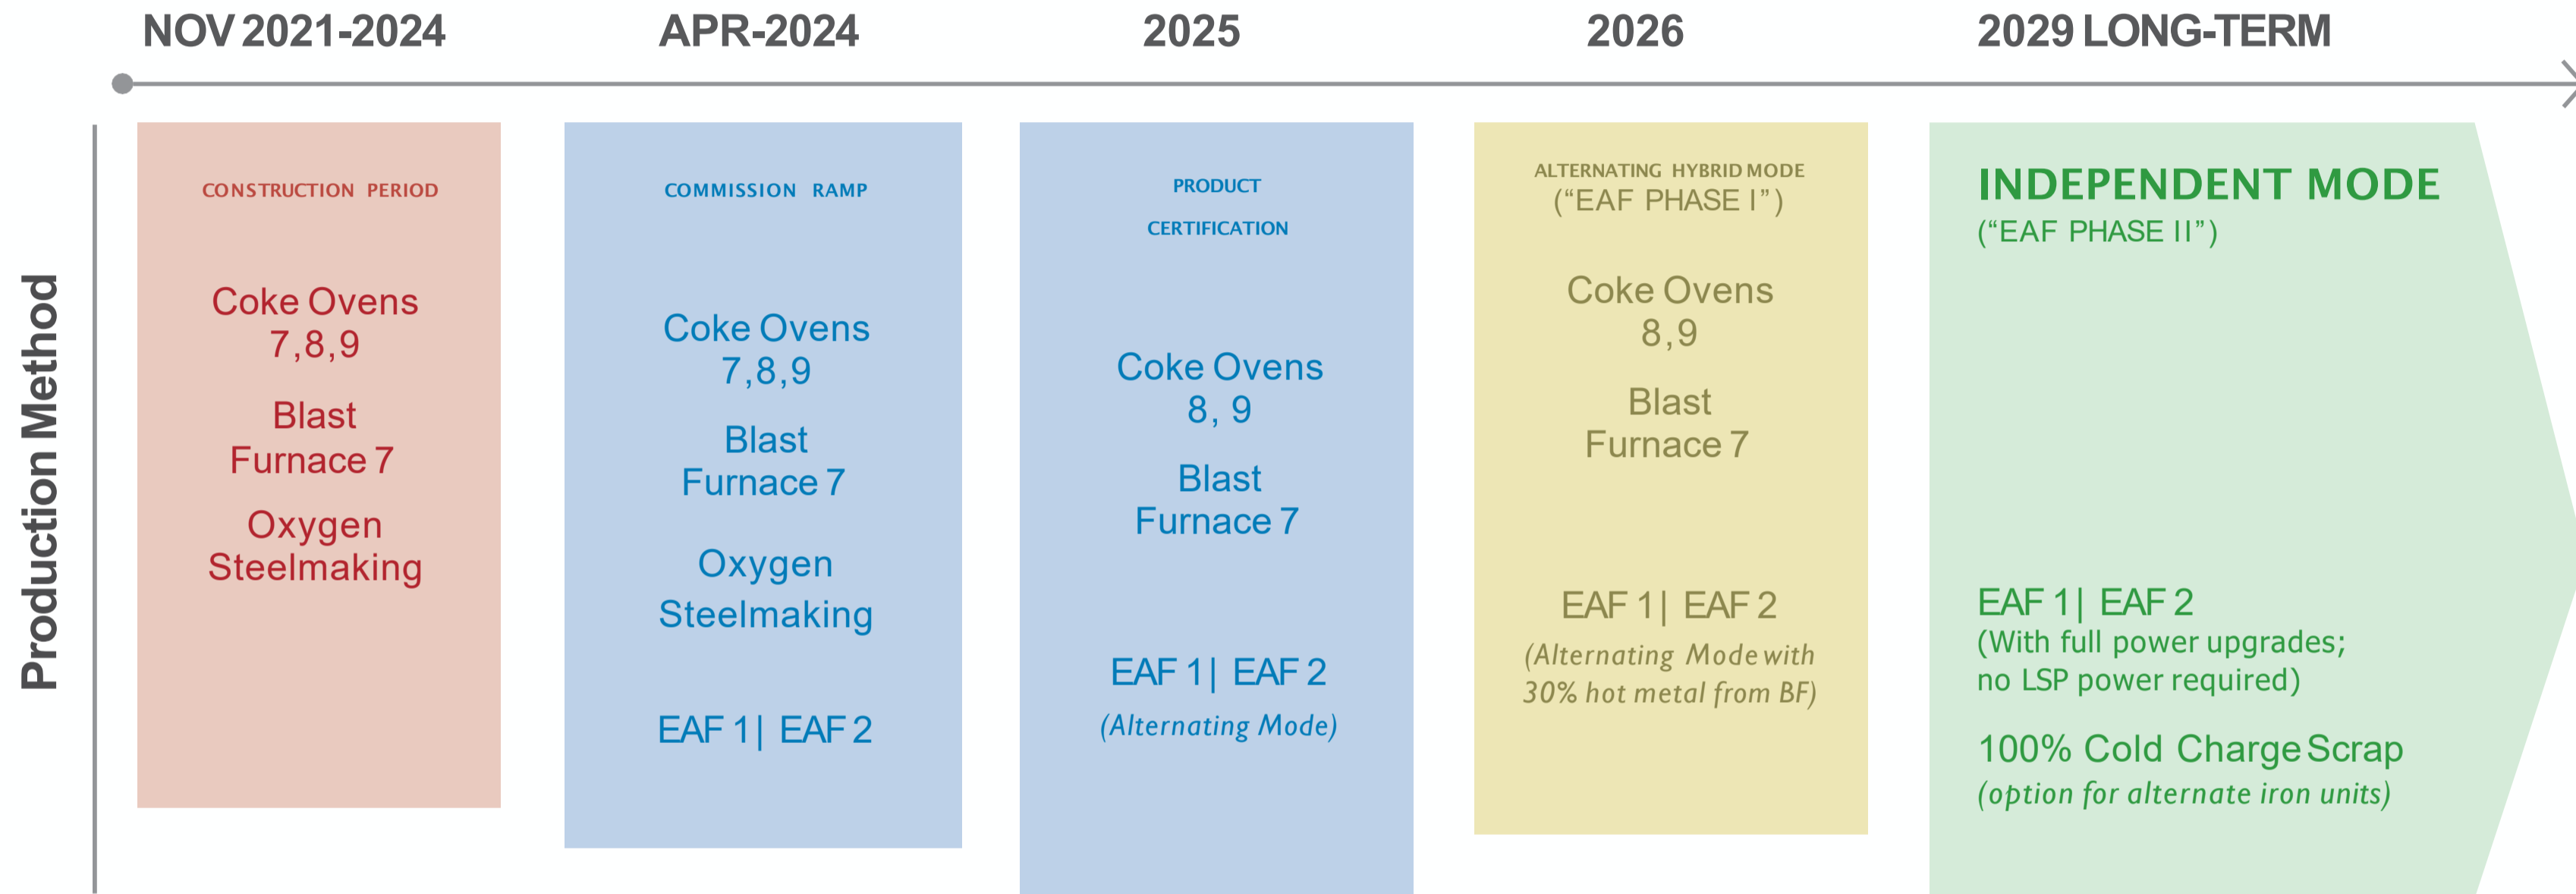 NOV 2021-2024
APR-2024
2025
2026
2029 LONG-TERM
Production Method
CONSTRUCTION PERIOD
Coke Ovens
7,8,9
Blast
Furnace 7
Oxygen
Steelmaking
COMMISSION RAMP
Coke Ovens
7,8,9
Blast
Furnace 7
Oxygen
Steelmaking
EAF 1| EAF 2
PRODUCT
CERTIFICATION
Coke Ovens
8, 9
Blast
Furnace 7
EAF 1| EAF 2
(Alternating Mode)
ALTERNATING HYBRID MODE
(“EAF PHASE I”)
Coke Ovens
8,9
Blast
Furnace 7
EAF 1| EAF 2
(Alternating Mode with
30% hot metal from BF)
INDEPENDENT MODE
(“EAF PHASE II”)
EAF 1| EAF 2
(With full power upgrades;
no LSP power required)
100% Cold Charge Scrap
(option for alternate iron units)